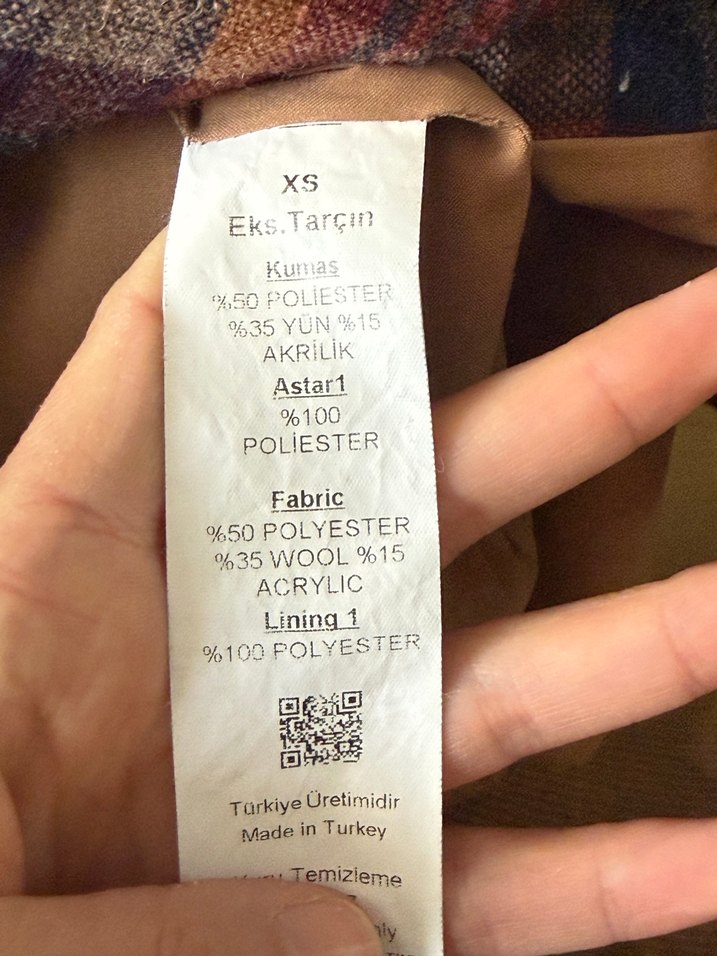 XS
Eks.Tarçın
Kumaş
%50 POLİESTER
%35 YÜN %15
AKRİLİK
Astar1
%100
POLİESTER
Fabric
%50 POLYESTER
%35 WOOL %15
ACRYLIC
Lining 1
%100 POLYESTER
Türkiye Üretimidir
Made in Turkey
Temizleme